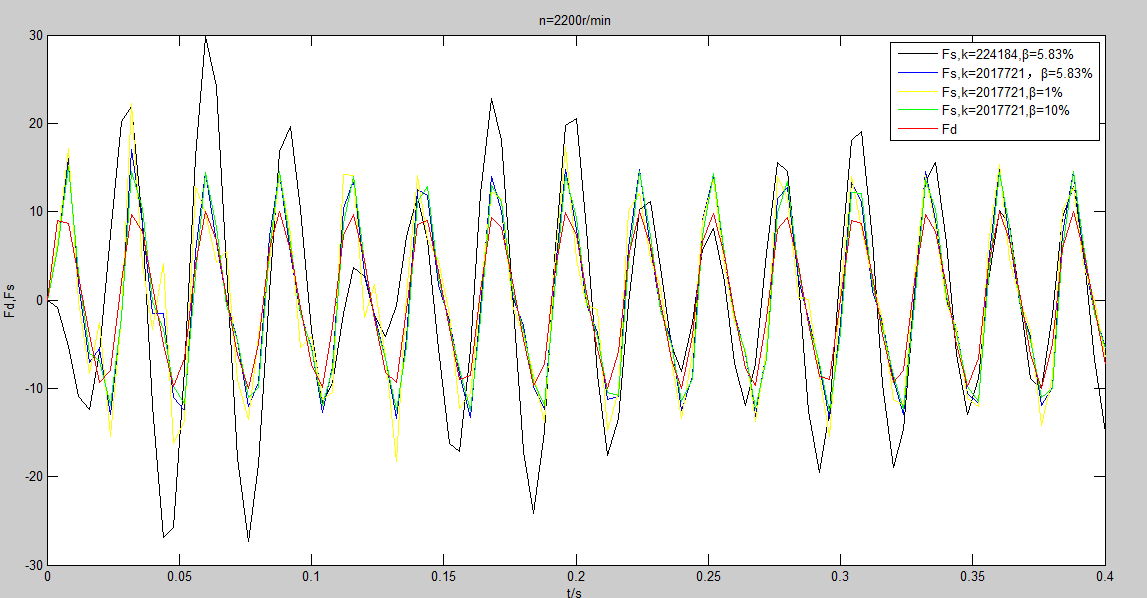 n=2200r/min
Fs,k=224184,β=5.83%
Fs,k=2017721，β=5.83%
Fs,k=2017721,β=1%
Fs,k=2017721,β=10%
Fd
Fd,Fs
30
20
10
0
-10
-20
-30
0 0.05 0.1 0.15 0.2 0.25 0.3 0.35 0.4
t/s